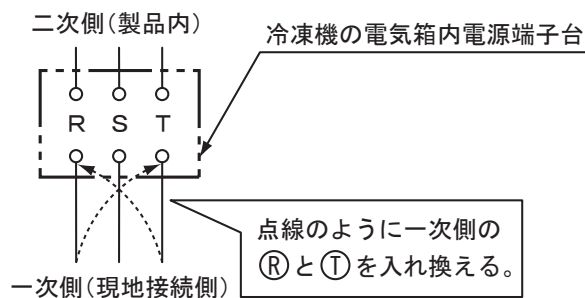 二次側(製品内)
冷凍機の電気箱内電源端子台
R S T
点線のように一次側の
ⓇとⓉを入れ換える。
一次側(現地接続側)